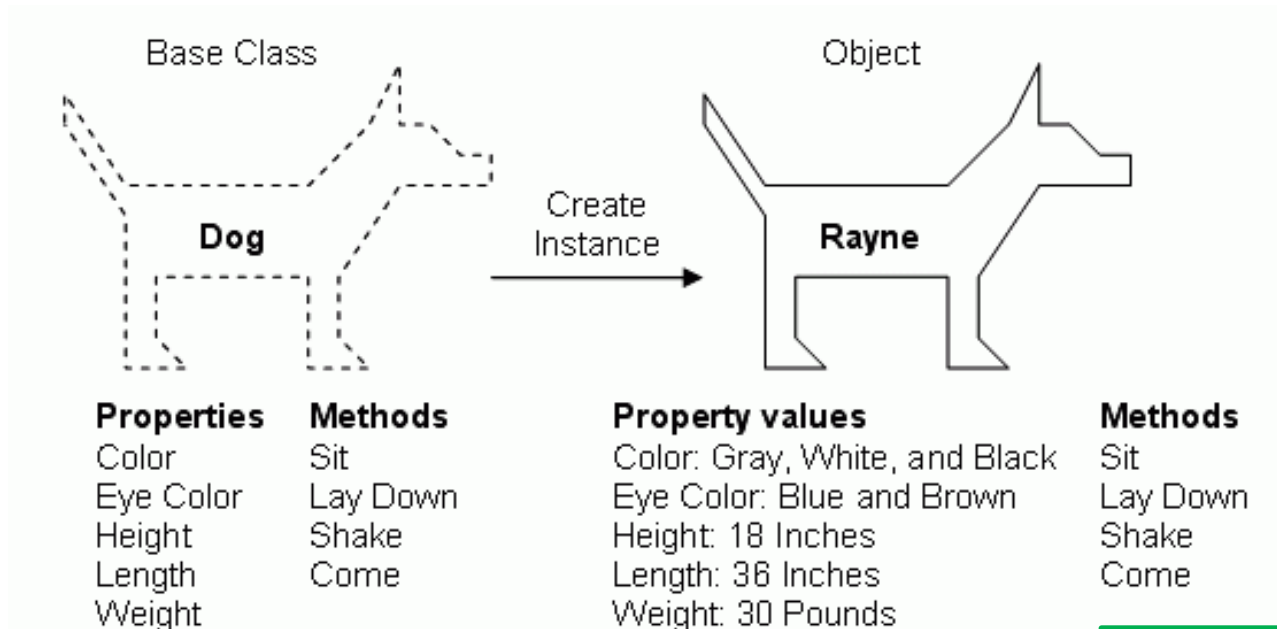 Base Class
Object
Dog
Create
Instance
Rayne
Properties
Color
Eye Color
Height
Length
Weight
Methods
Sit
Lay Down
Shake
Come
Property values
Color: Gray, White, and Black
Eye Color: Blue and Brown
Height: 18 Inches
Length: 36 Inches
Weight: 30 Pounds
Methods
Sit
Lay Down
Shake
Come